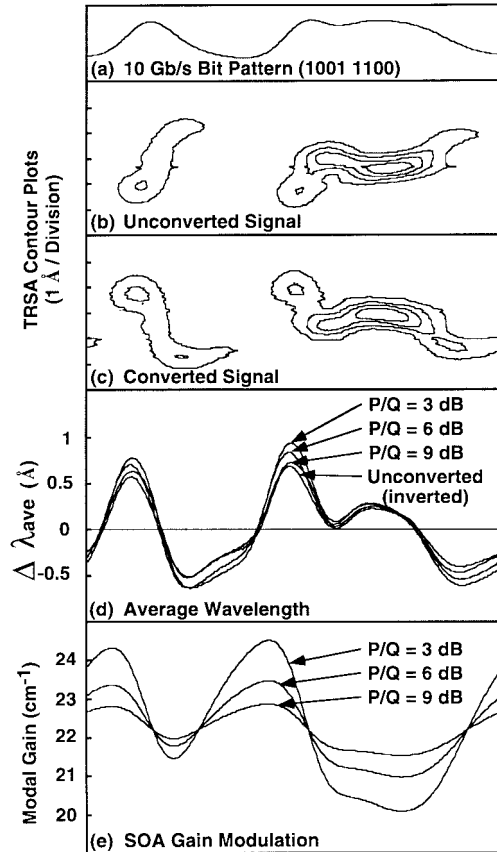 (a) 10 Gb/s Bit Pattern (1001 1100)
TRSA Contour Plots
(1 Å / Division)
(b) Unconverted Signal
(c) Converted Signal
Δ λave (Å)
1
0.5
0
-0.5
P/Q = 3 dB
P/Q = 6 dB
P/Q = 9 dB
Unconverted
(inverted)
(d) Average Wavelength
Modal Gain (cm-1)
24
23
22
21
20
P/Q = 3 dB
P/Q = 6 dB
P/Q = 9 dB
(e) SOA Gain Modulation